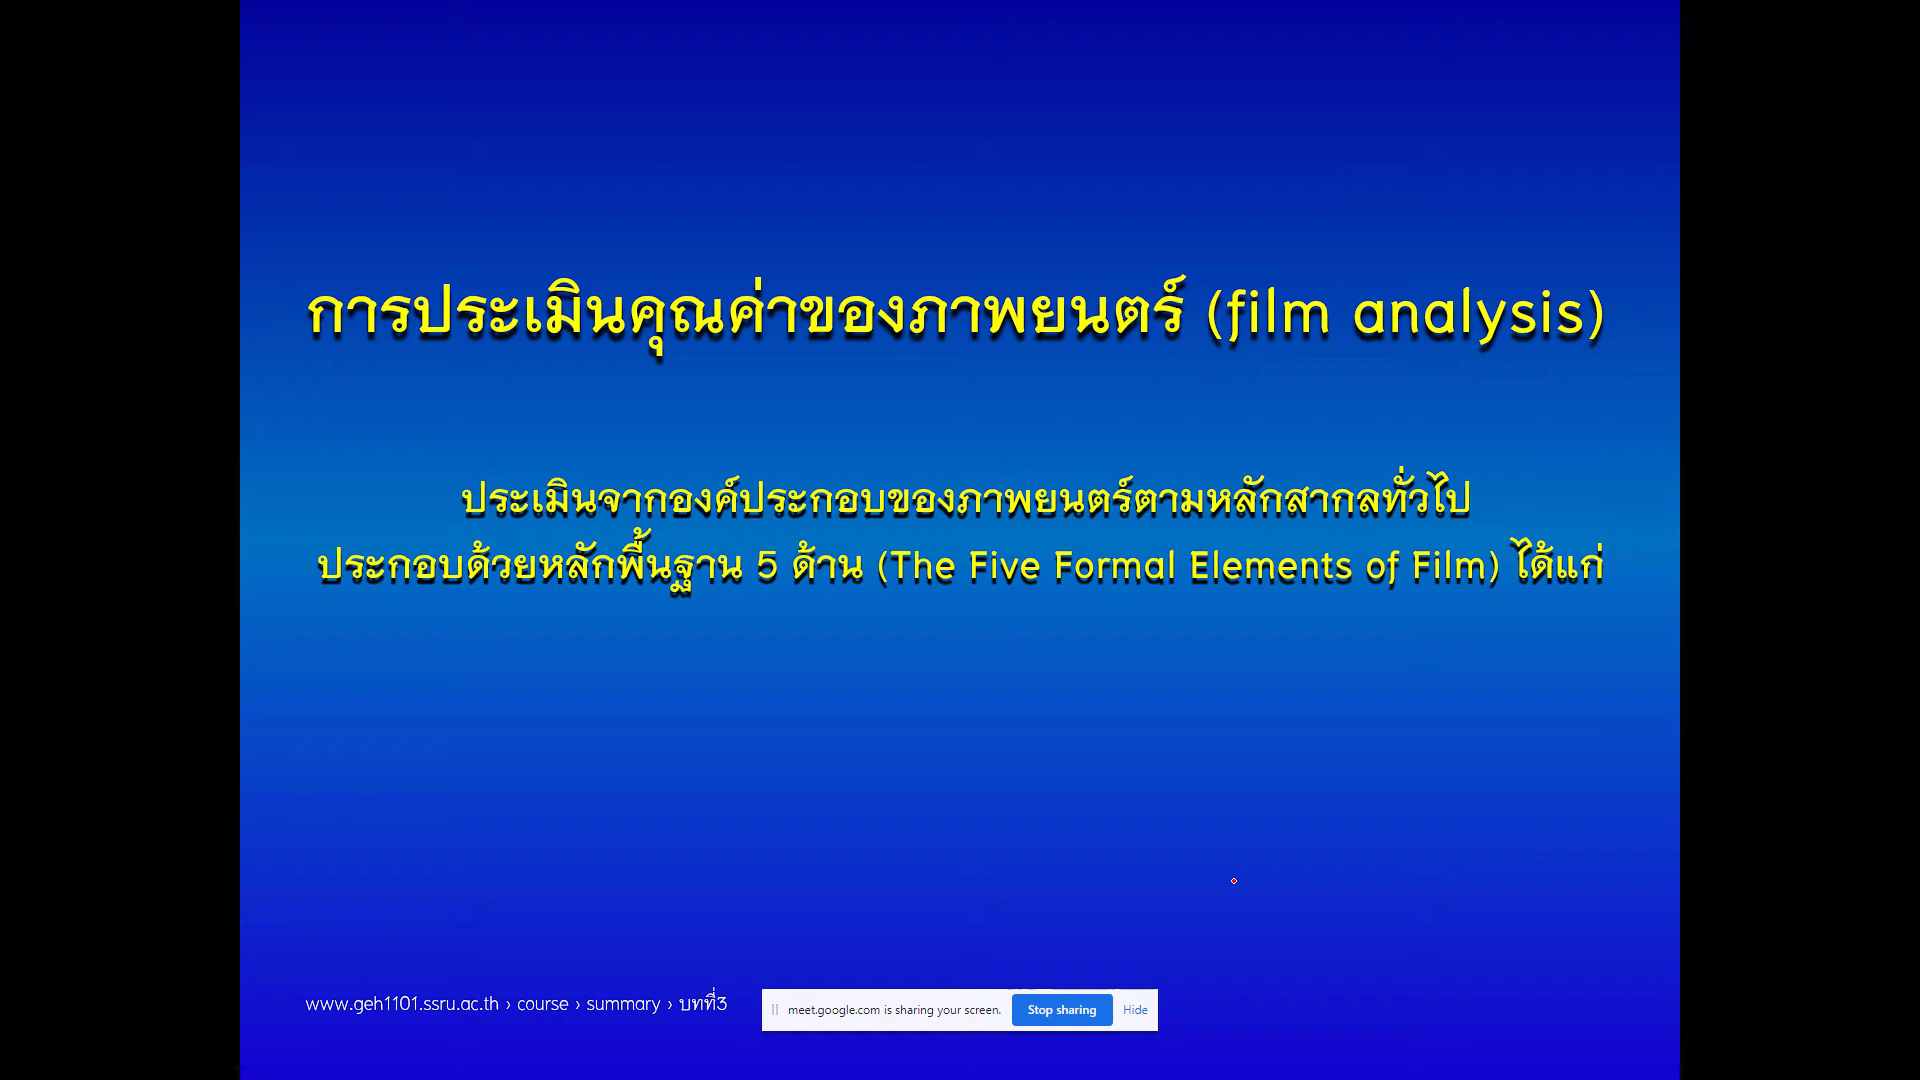 การประเมินคุณค่าของภาพยนตร์ (film analysis)
ประเมินจากองค์ประกอบของภาพยนตร์ตามหลักสากลทั่วไป
ประกอบด้วยหลักพื้นฐาน 5 ด้าน (The Five Formal Elements of Film) ได้แก่
www.geh1101.ssru.ac.th › course › summary › บทที่3
meet.google.com is sharing your screen. Stop sharing Hide